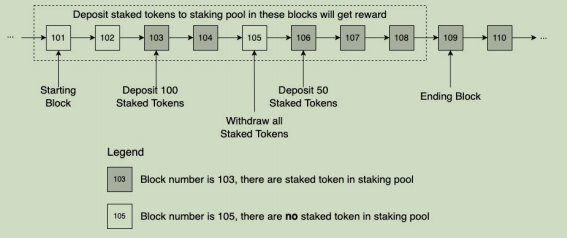 Deposit staked tokens to staking pool in these blocks will get reward
... 101 102 103 104 105 106 107 108 109 110 ...
Starting Block
Deposit 100 Staked Tokens
Withdraw all Staked Tokens
Deposit 50 Staked Tokens
Ending Block
Legend
103 Block number is 103, there are staked token in staking pool
105 Block number is 105, there are no staked token in staking pool